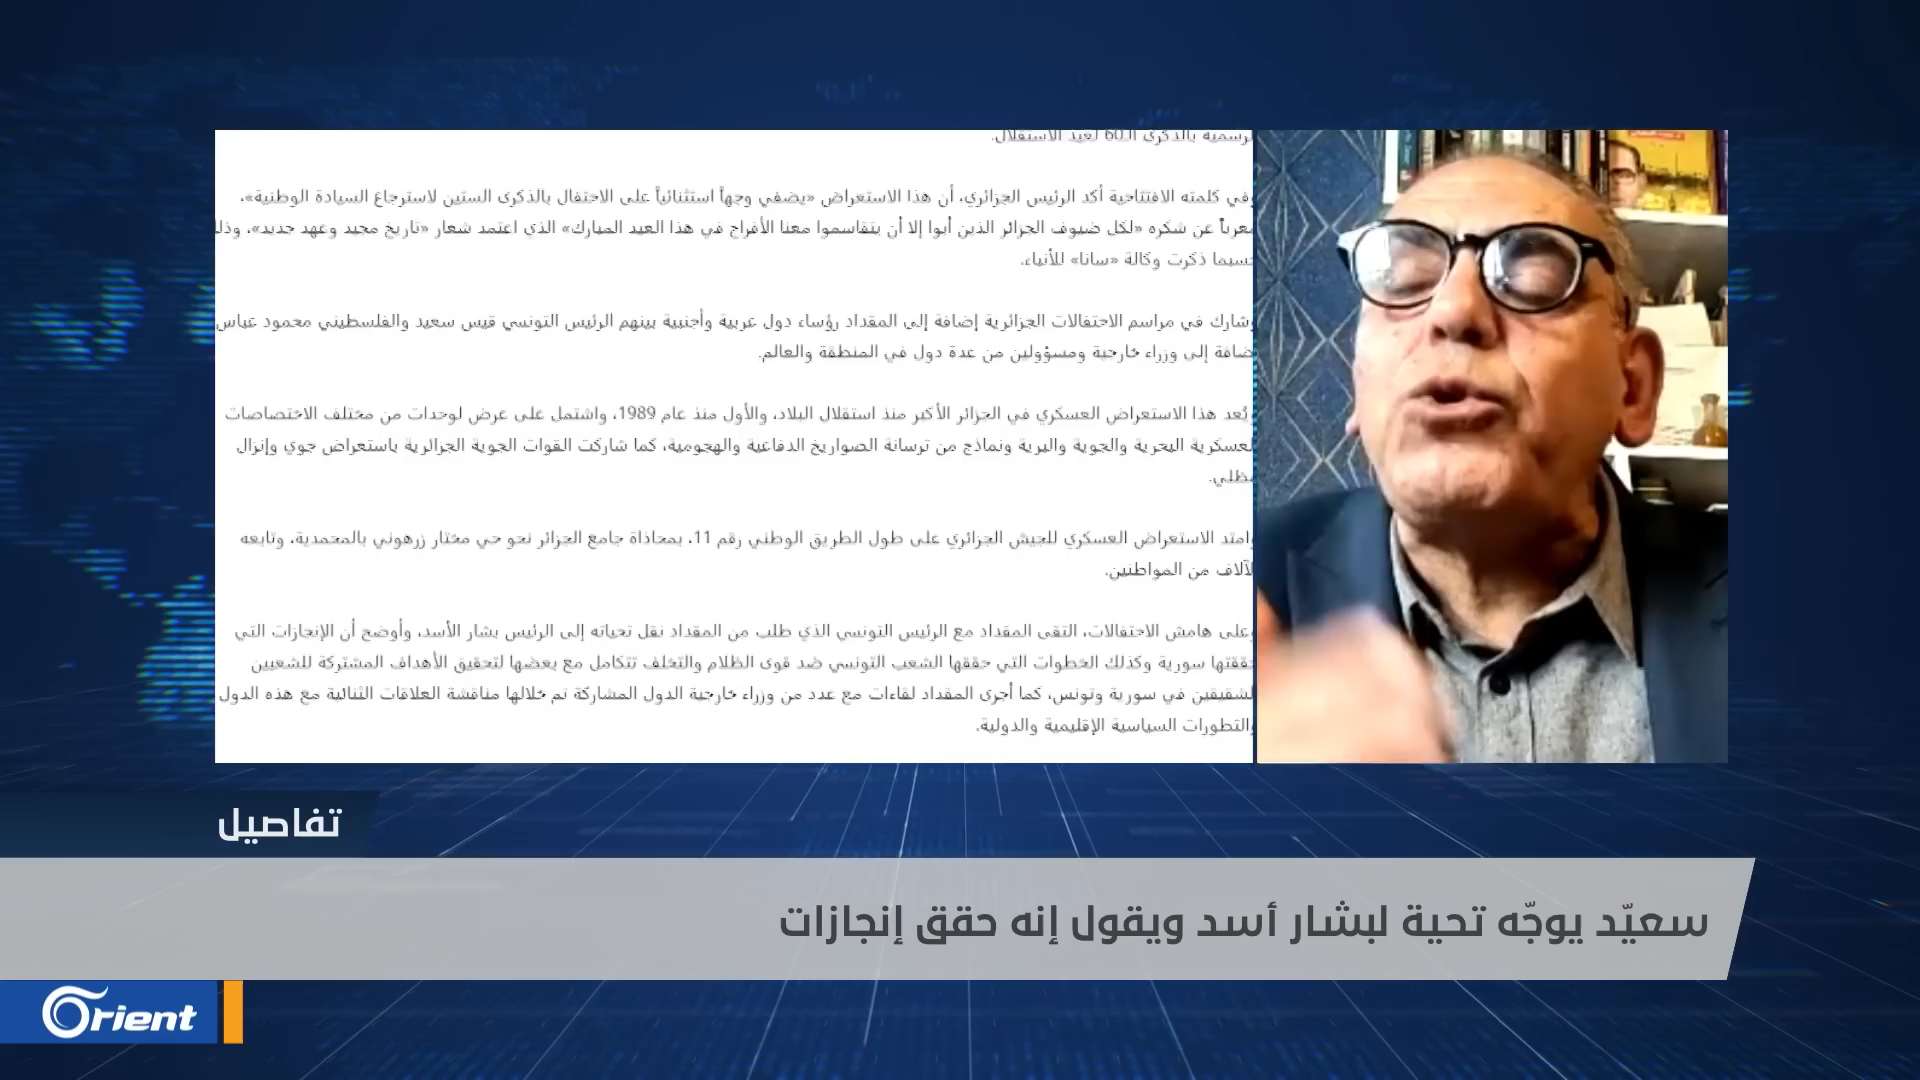 رسمية بالذكرى الـ60 لعيد الاستقلال.
وفي كلمته الافتتاحية أكد الرئيس الجزائري، أن هذا الاستعراض «يضفي وجهاً استثنائياً على الاحتفال بالذكرى الستين لاسترجاع السيادة الوطنية»،
معرباً عن شكره «لكل ضيوف الجزائر الذين أبوا إلا أن يتقاسموا معنا الأفراح في هذا العيد المبارك» الذي اعتمد شعار «تاريخ مجيد وعهد جديد»، وذلك
حسبما ذكرت وكالة «سانا» للأنباء.
وشارك في مراسم الاحتفالات الجزائرية إضافة إلى المقداد رؤساء دول عربية وأجنبية بينهم الرئيس التونسي قيس سعيد والفلسطيني محمود عباس
إضافة إلى وزراء خارجية ومسؤولين من عدة دول في المنطقة والعالم.
ويُعد هذا الاستعراض العسكري في الجزائر الأكبر منذ استقلال البلاد، والأول منذ عام 1989، واشتمل على عرض لوحدات من مختلف الاختصاصات
العسكرية البحرية والجوية والبرية ونماذج من ترسانة الصواريخ الدفاعية والهجومية، كما شاركت القوات الجوية الجزائرية باستعراض جوي وإنزال
مظلي.
وامتد الاستعراض العسكري للجيش الجزائري على طول الطريق الوطني رقم 11، بمحاذاة جامع الجزائر نحو حي مختار زرهوني بالمحمدية، وتابعه
الآلاف من المواطنين.
وعلى هامش الاحتفالات، التقى المقداد مع الرئيس التونسي الذي طلب من المقداد نقل تحياته إلى الرئيس بشار الأسد، وأوضح أن الإنجازات التي
حققتها سورية وكذلك الخطوات التي حققها الشعب التونسي ضد قوى الظلام والتخلف تتكامل مع بعضها لتحقيق الأهداف المشتركة للشعبين
الشقيقين في سورية وتونس، كما أجرى المقداد لقاءات مع عدد من وزراء خارجية الدول المشاركة تم خلالها مناقشة العلاقات الثنائية مع هذه الدول
والتطورات السياسية الإقليمية والدولية.
تفاصيل
سعيّد يوجّه تحية لبشار أسد ويقول إنه حقق إنجازات
Orient